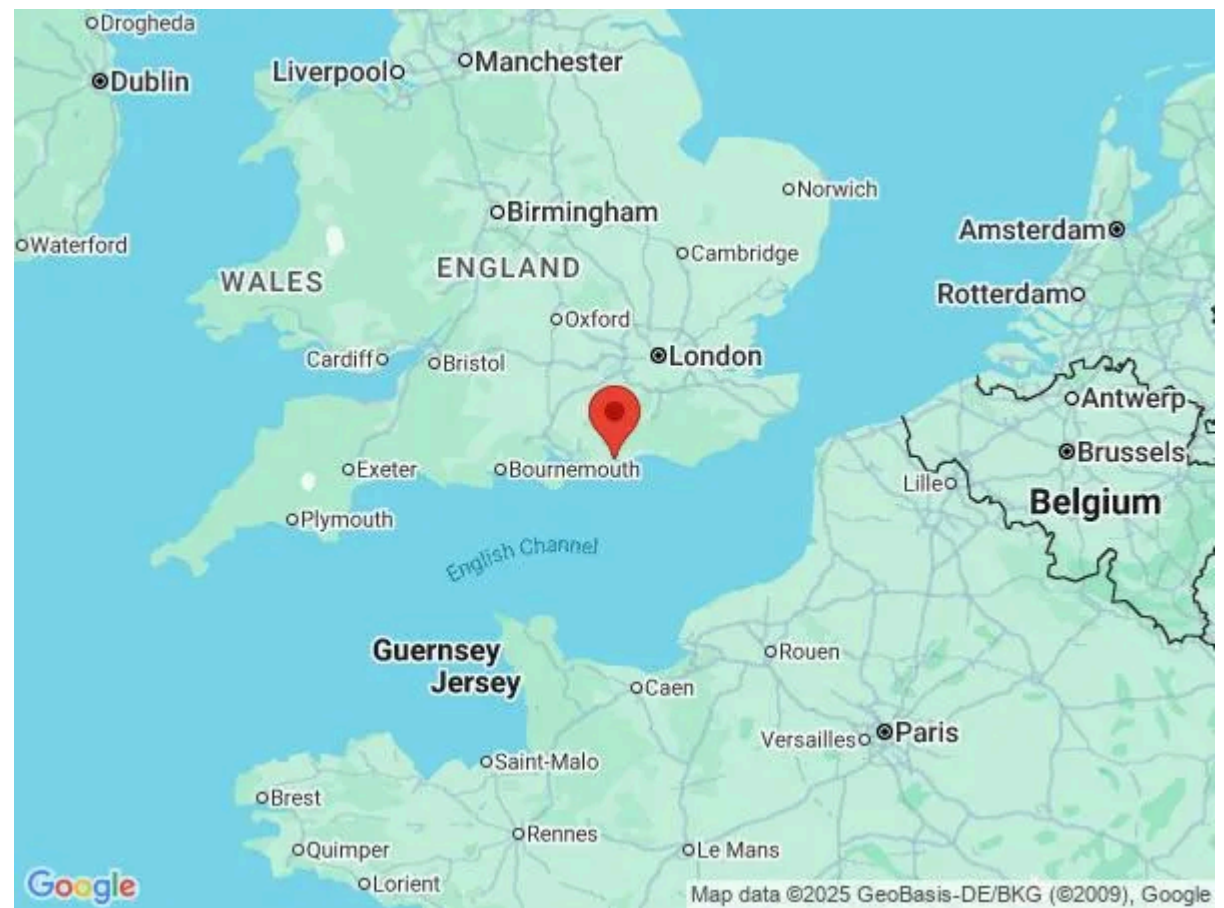 Drogheda
Dublin
Liverpool
Manchester
Norwich
Waterford
Birmingham
Amsterdam
Cambridge
WALES
ENGLAND
Rotterdam
Oxford
Cardiff
Bristol
London
Antwerp
Exeter
Bournemouth
Brussels
Lille
Belgium
Plymouth
English Channel
Guernsey
Jersey
Rouen
Caen
Versailles
Paris
Saint-Malo
Brest
Rennes
Quimper
Le Mans
Lorient
Google
Map data ©2025 GeoBasis-DE/BKG (©2009), Google